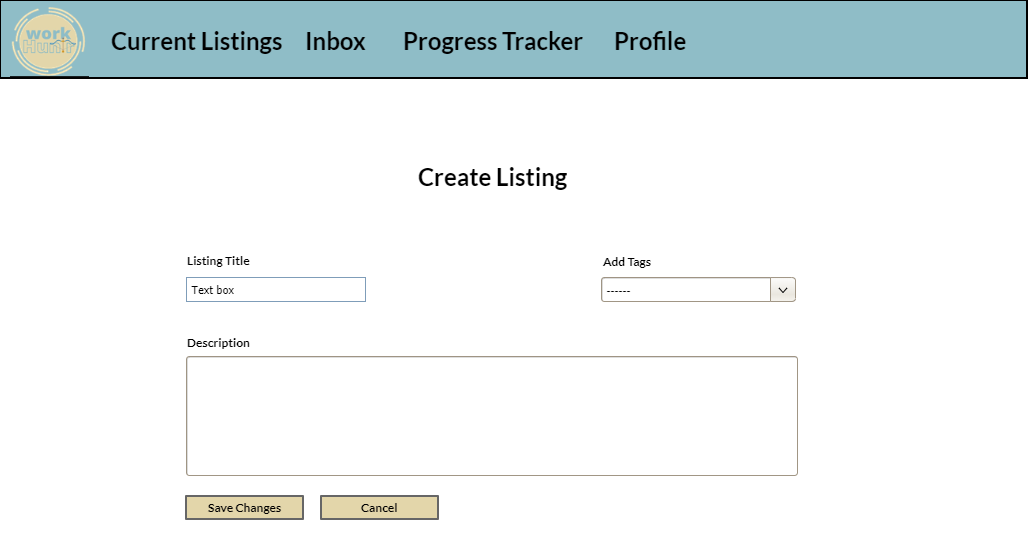 work
Hunt
Current Listings Inbox Progress Tracker Profile
Create Listing
Listing Title Add Tags
Text box ------
Description
Save Changes Cancel